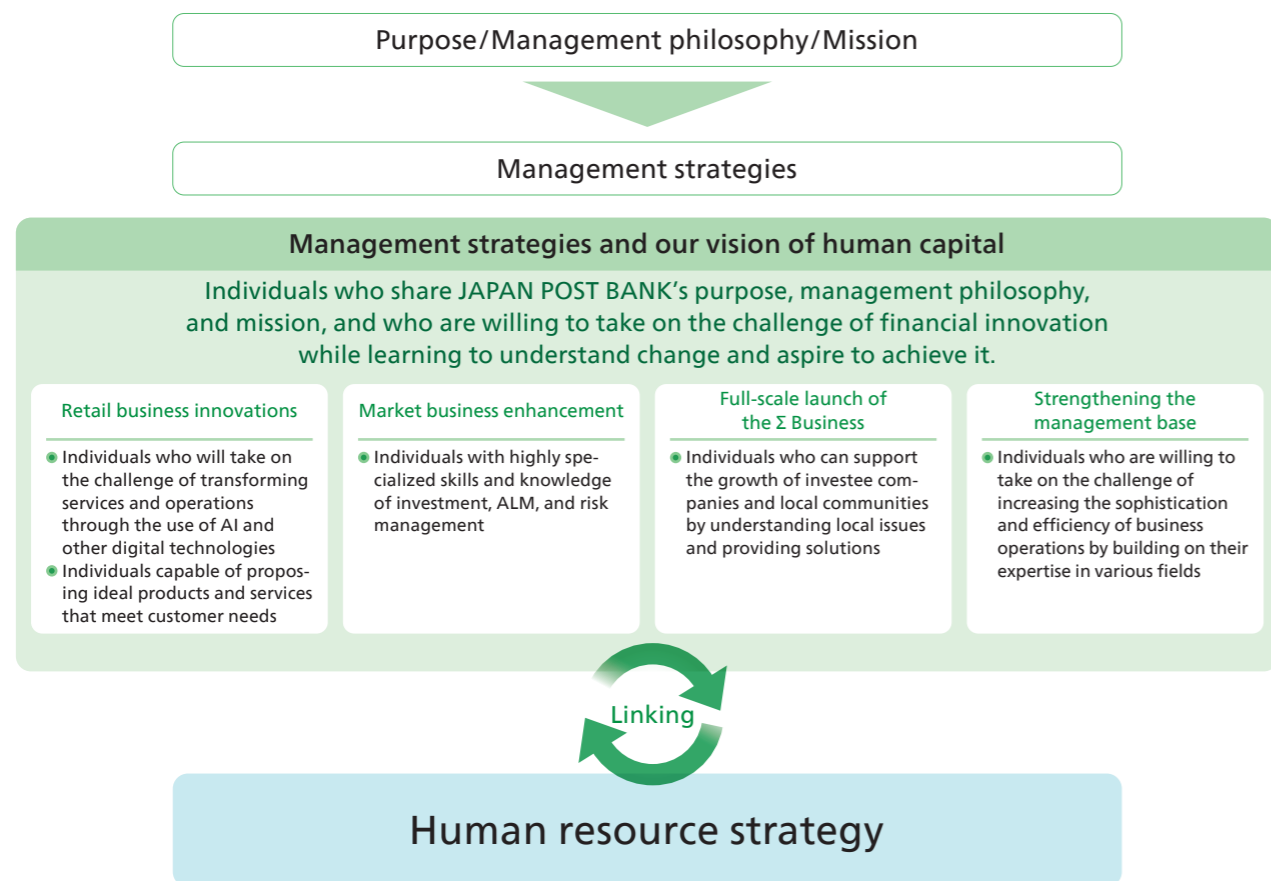 Purpose/Management philosophy/Mission
Management strategies
Management strategies and our vision of human capital
Individuals who share JAPAN POST BANK's purpose, management philosophy,
and mission, and who are willing to take on the challenge of financial innovation
while learning to understand change and aspire to achieve it.
Retail business innovations
● Individuals who will take on
the challenge of transforming
services and operations
through the use of AI and
other digital technologies
● Individuals capable of propos-
ing ideal products and services
that meet customer needs
Market business enhancement
● Individuals with highly spe-
cialized skills and knowledge
of investment, ALM, and risk
management
Full-scale launch of
the Σ Business
● Individuals who can support
the growth of investee com-
panies and local communities
by understanding local issues
and providing solutions
Strengthening the
management base
● Individuals who are willing to
take on the challenge of
increasing the sophistication
and efficiency of business
operations by building on their
expertise in various fields
Linking
Human resource strategy